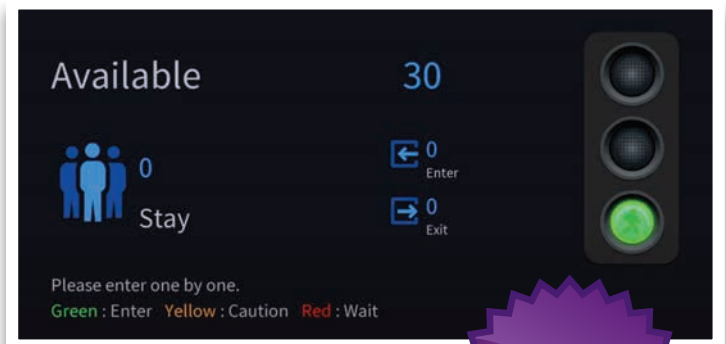 Available 30
0
Stay
0
Enter
0
Exit
Please enter one by one.
Green : Enter Yellow : Caution Red : Wait